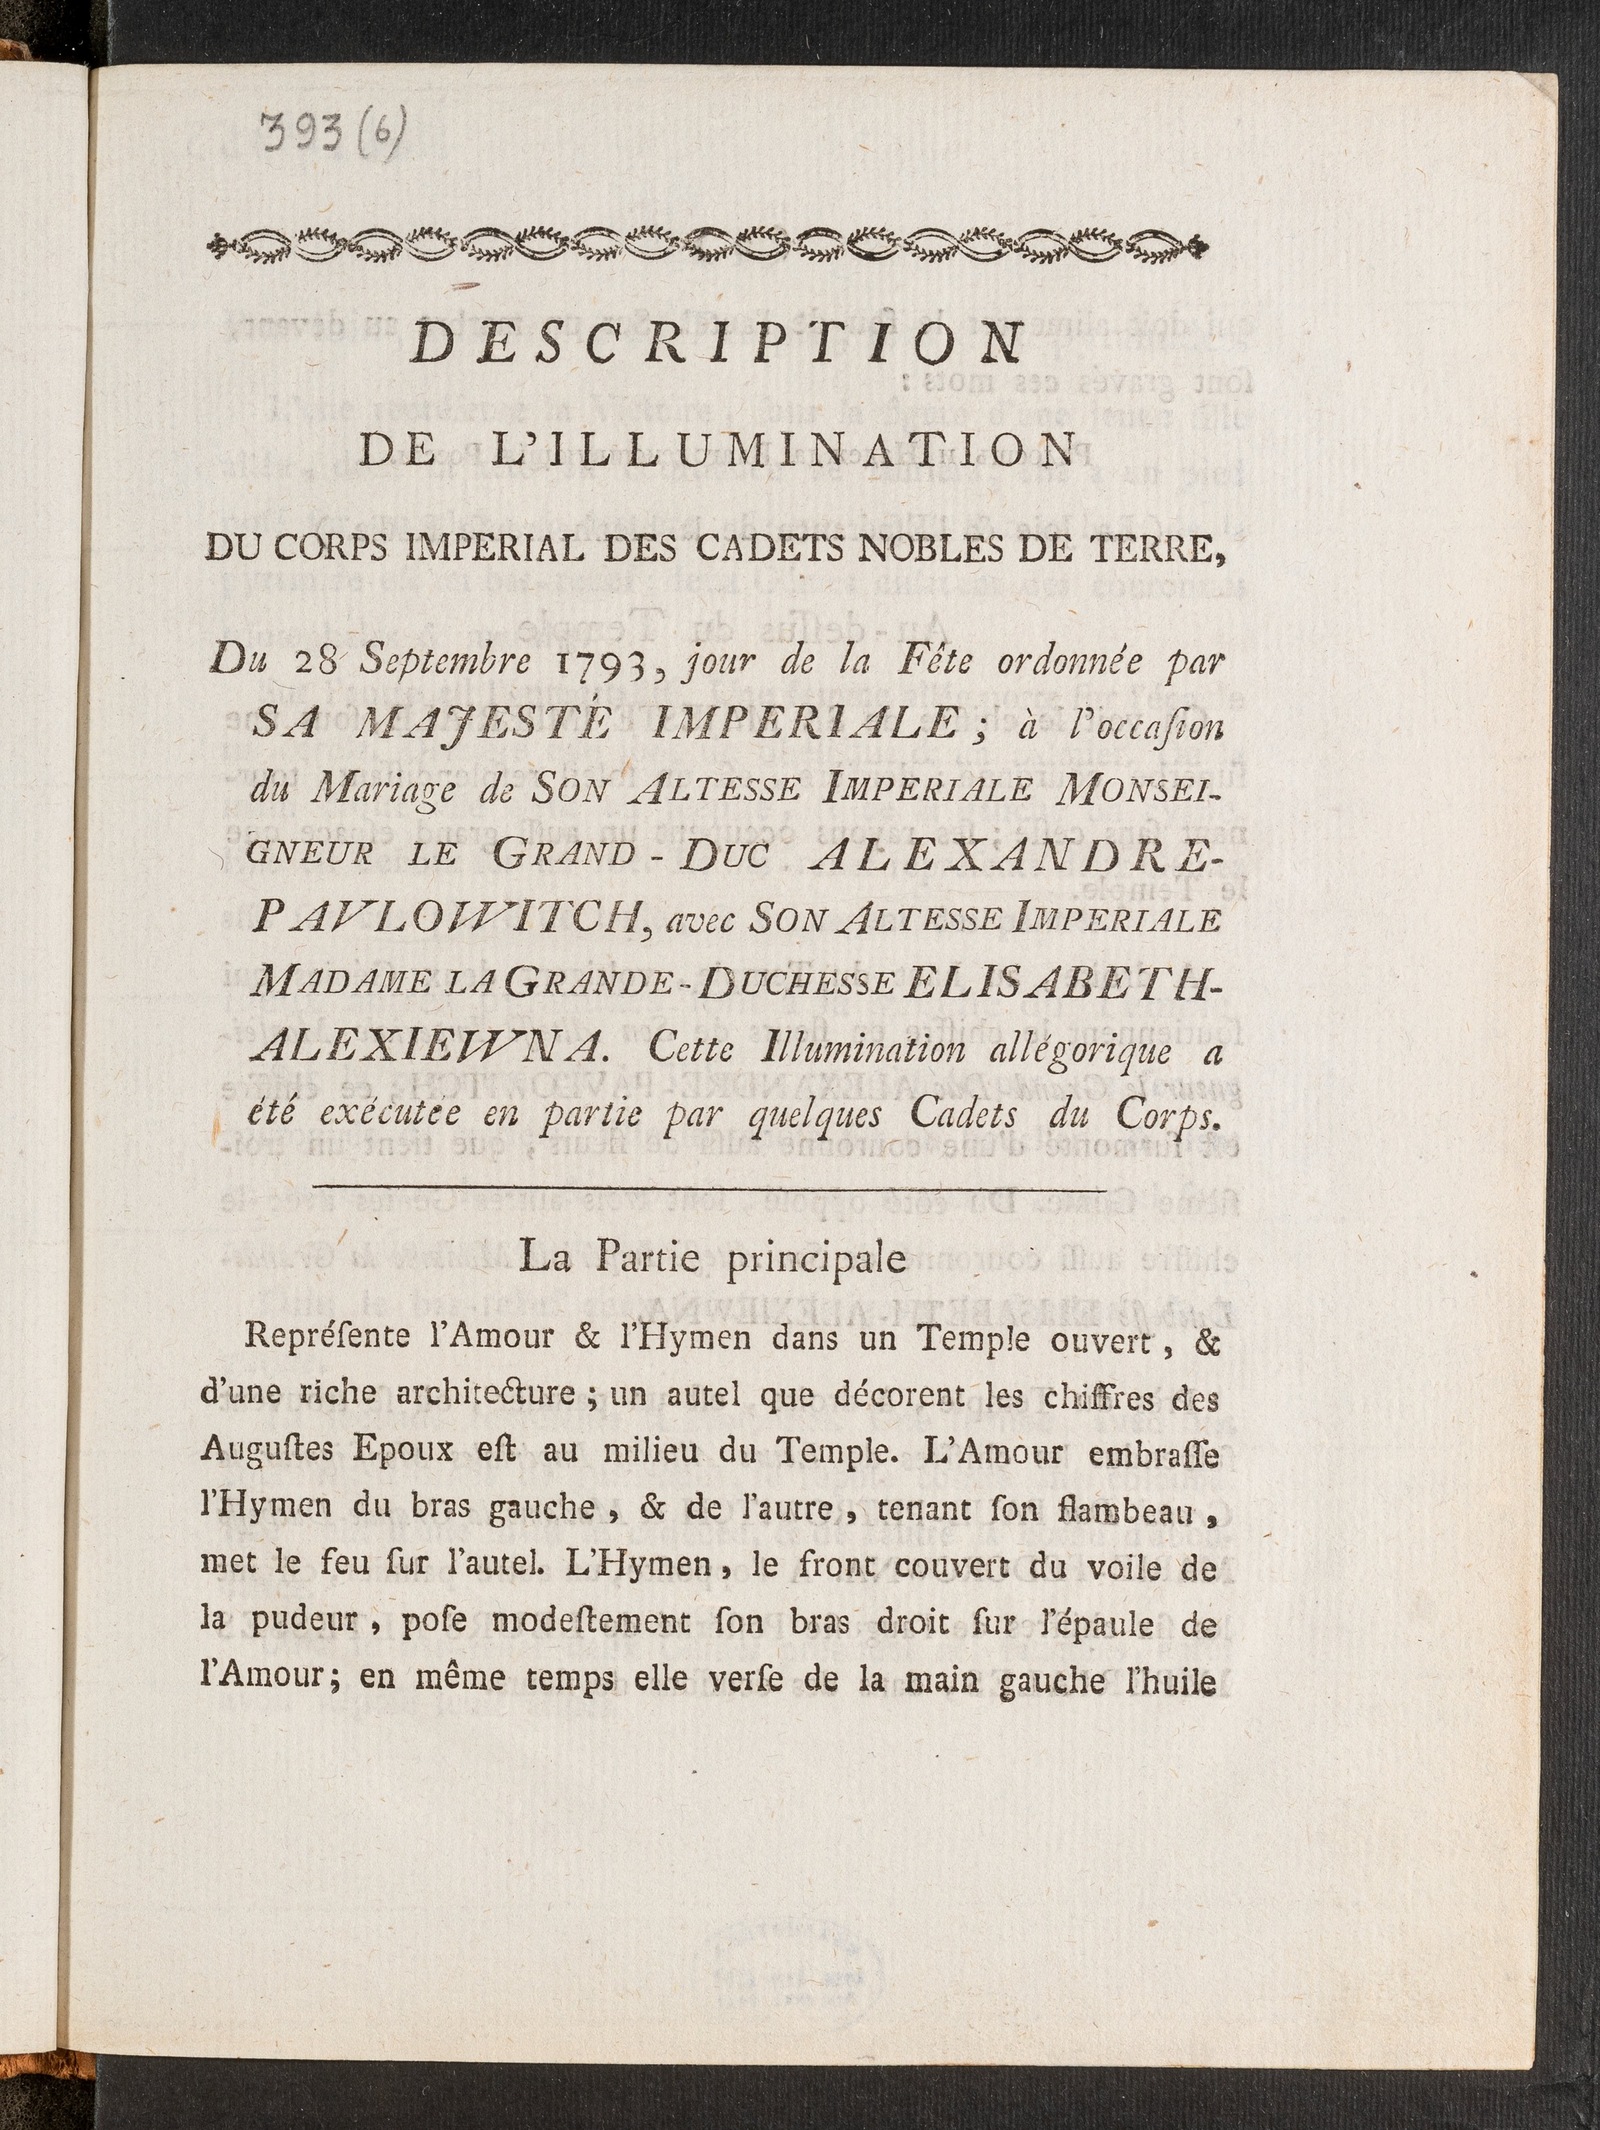 393 (6)
DESCRIPTION
DE L'ILLUMINATION
DU CORPS IMPERIAL DES CADETS NOBLES DE TERRE,
Du 28 Septembre 1793, jour de la Fête ordonnée par
SA MAJESTÉ IMPERIALE ; à l'occaſion
du Mariage de SON ALTESSE IMPERIALE MONSEI-
GNEUR LE GRAND-DUC ALEXANDRE-
PAVLOWITCH, avec SON ALTESSE IMPERIALE
MADAME LA GRANDE-DUCHESSE ELISABETH-
ALEXIEWNA. Cette Illumination allégorique a
été exécutée en partie par quelques Cadets du Corps.
La Partie principale
Repréſente l'Amour & l'Hymen dans un Temple ouvert, &
d'une riche architecture ; un autel que décorent les chiffres des
Auguſtes Epoux eſt au milieu du Temple. L'Amour embraſſe
l'Hymen du bras gauche, & de l'autre, tenant ſon flambeau,
met le feu ſur l'autel. L'Hymen, le front couvert du voile de
la pudeur, poſe modeſtement ſon bras droit ſur l'épaule de
l'Amour; en même temps elle verſe de la main gauche l'huile